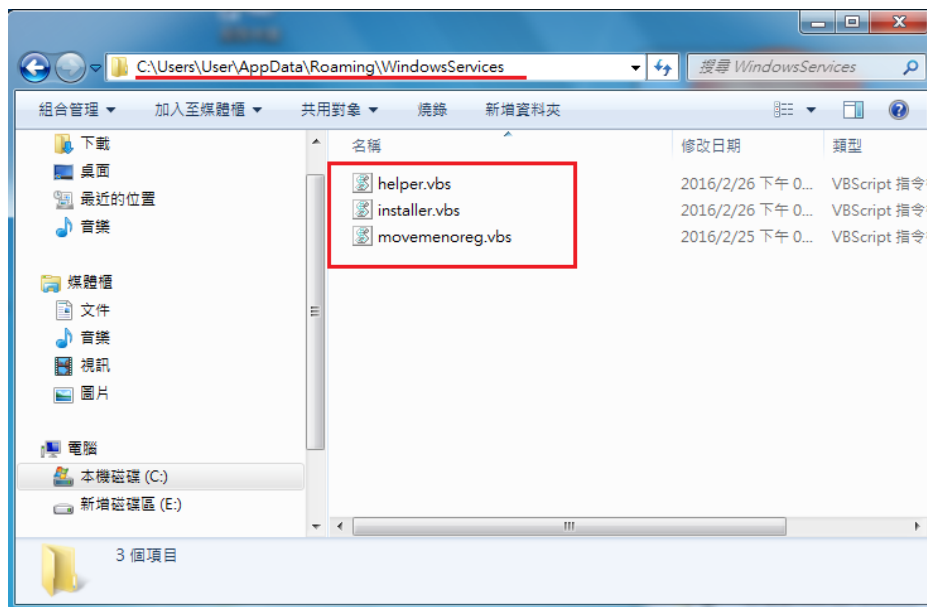 C:\Users\User\AppData\Roaming\WindowsServices
搜尋 WindowsServices
組合管理 加入至媒體櫃 共用對象 燒錄 新增資料夾
下載
桌面
最近的位置
音樂
媒體櫃
文件
音樂
視訊
圖片
電腦
本機磁碟 (C:)
新增磁碟區 (E:)
名稱 修改日期 類型
helper.vbs 2016/2/26 下午 0... VBScript 指令
installer.vbs 2016/2/26 下午 0... VBScript 指令
movemenoreg.vbs 2016/2/25 下午 0... VBScript 指令
3 個項目